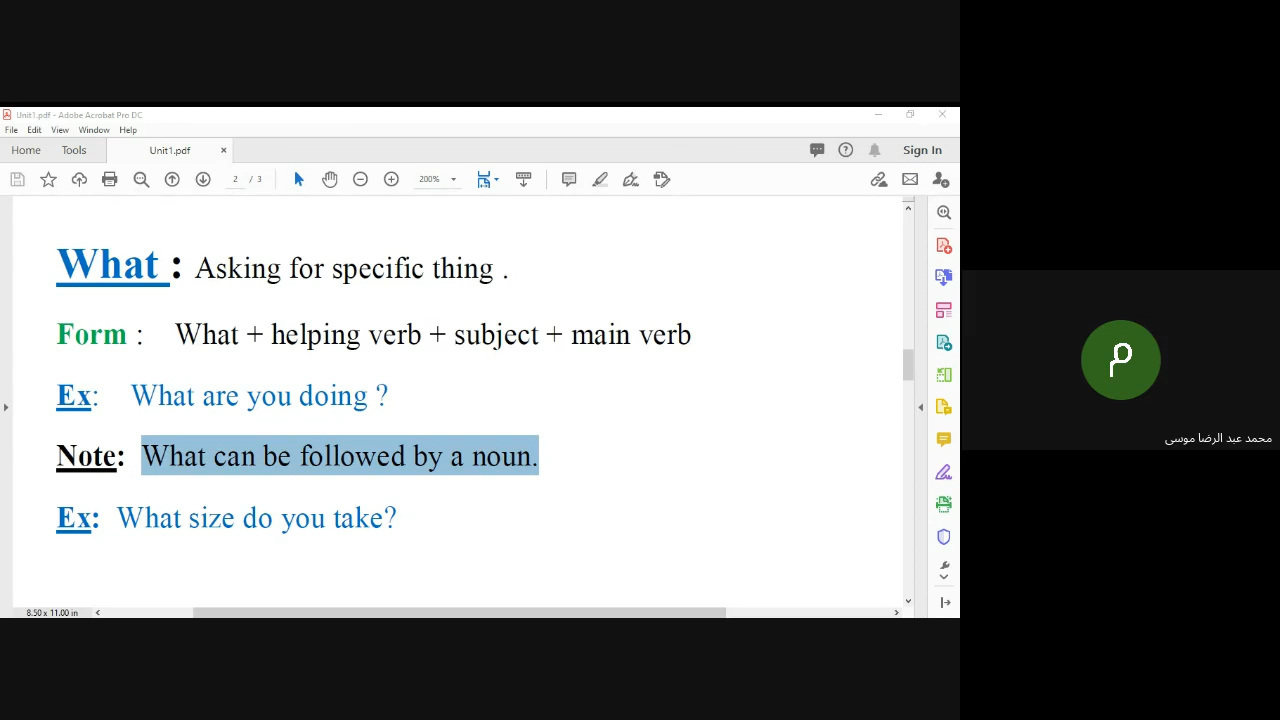 Unit1.pdf - Adobe Acrobat Pro DC
File Edit View Window Help
Home Tools Unit1.pdf × Sign In
2 / 3 200%
What : Asking for specific thing .
Form : What + helping verb + subject + main verb
Ex: What are you doing ?
Note: What can be followed by a noun.
Ex: What size do you take?
8.50 x 11.00 in
م
محمد عبد الرضا موسى